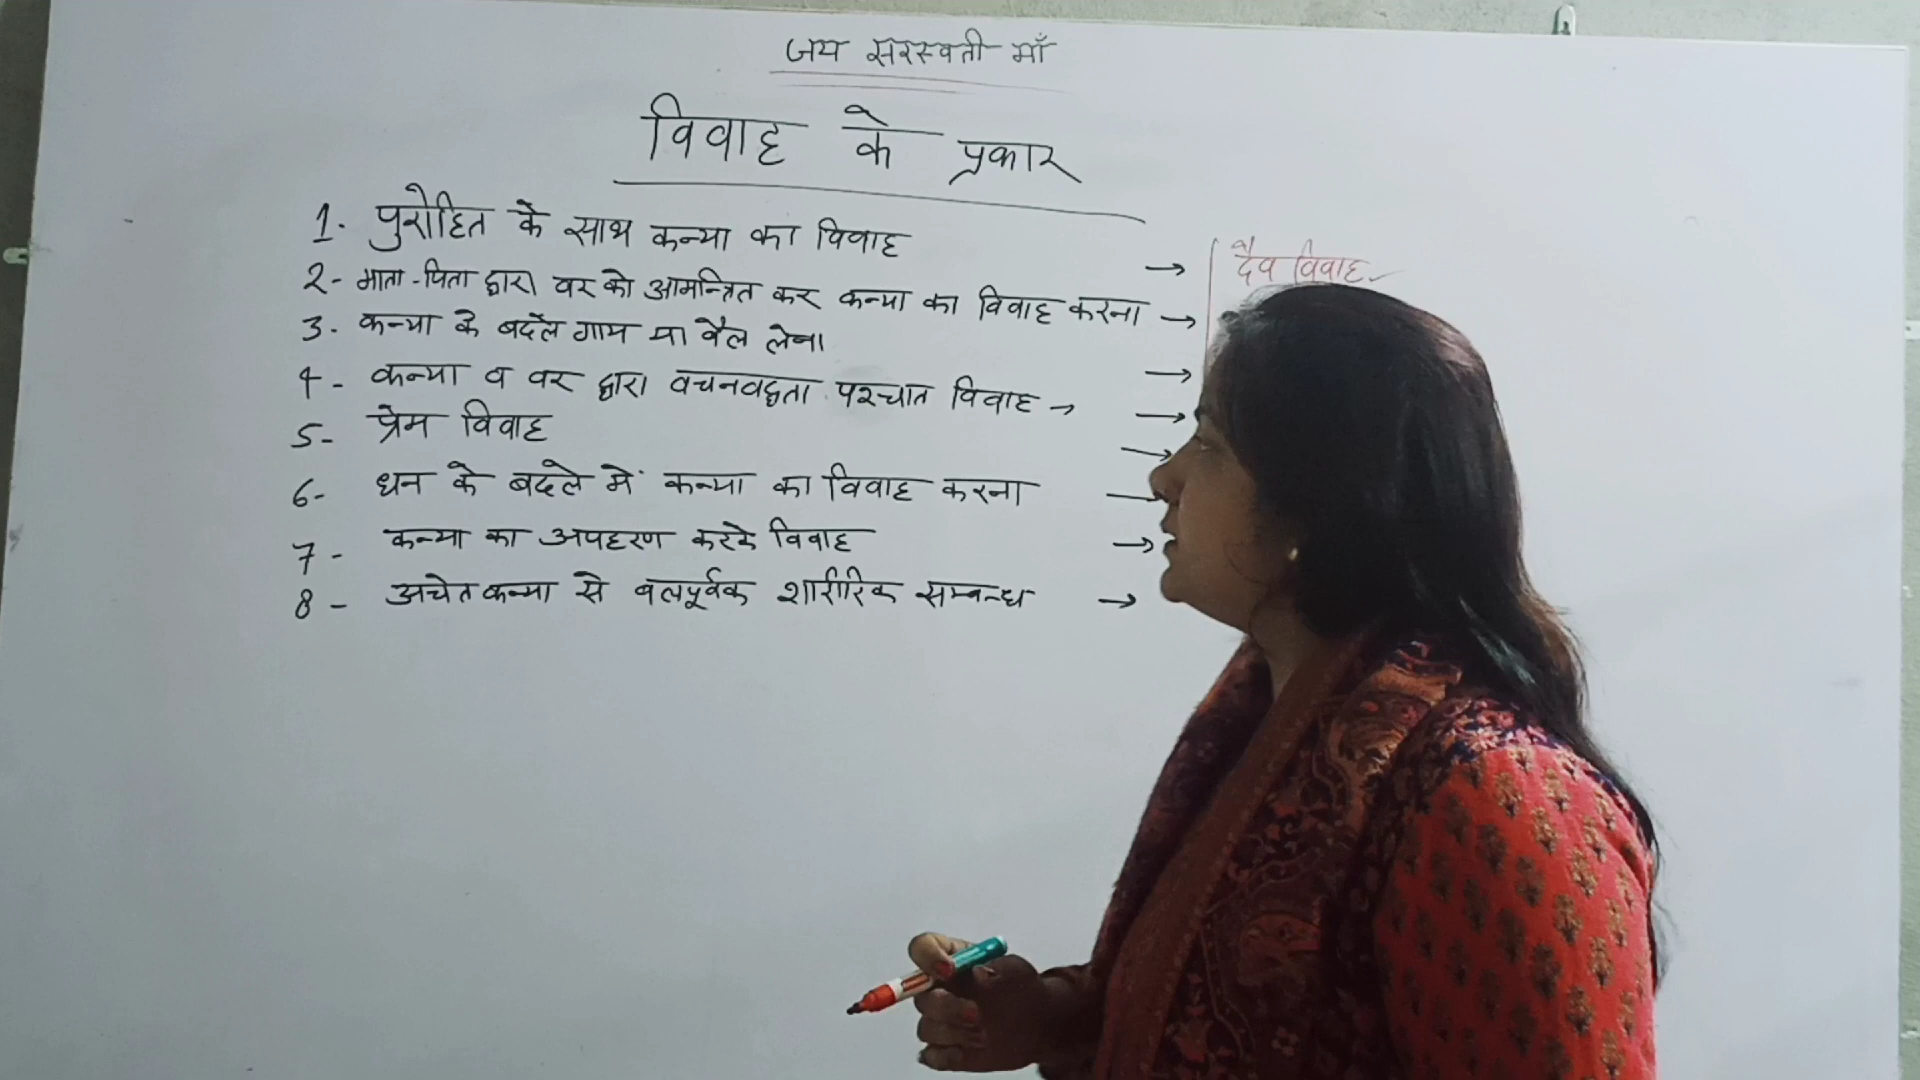 जय सरस्वती माँ
विवाह के प्रकार
1. पुरोहित के साथ कन्या का विवाह → दैव विवाह
2- माता-पिता द्वारा वर को आमन्त्रित कर कन्या का विवाह करना →
3. कन्या के बदले गाय या बैल लेना →
4- कन्या व वर द्वारा वचनबद्धता पश्चात विवाह → →
5- प्रेम विवाह →
6- धन के बदले में कन्या का विवाह करना →
7- कन्या का अपहरण करके विवाह →
8- अचेत कन्या से बलपूर्वक शारीरिक सम्बन्ध →